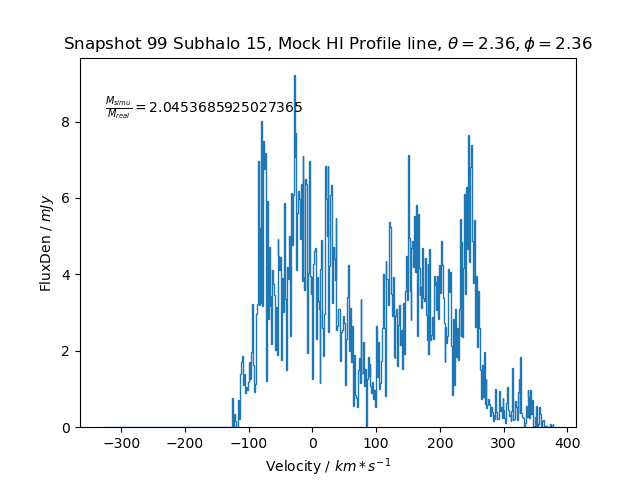 Snapshot 99 Subhalo 15, Mock HI Profile line, θ = 2.36, ϕ = 2.36
M_simu/M_real = 2.0453685925027365
FluxDen / mJy
8
6
4
2
0
−300 −200 −100 0 100 200 300 400
Velocity / km * s⁻¹